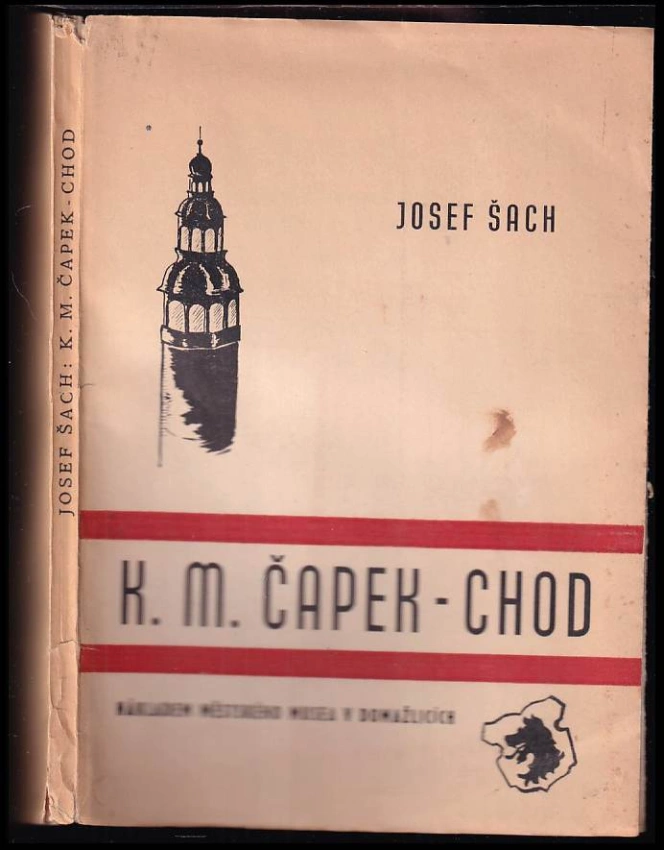 JOSEF ŠACH: K. M. ČAPEK-CHOD
JOSEF ŠACH
K. M. ČAPEK-CHOD
NÁKLADEM MĚSTSKÉHO MUSEA V DOMAŽLICÍCH